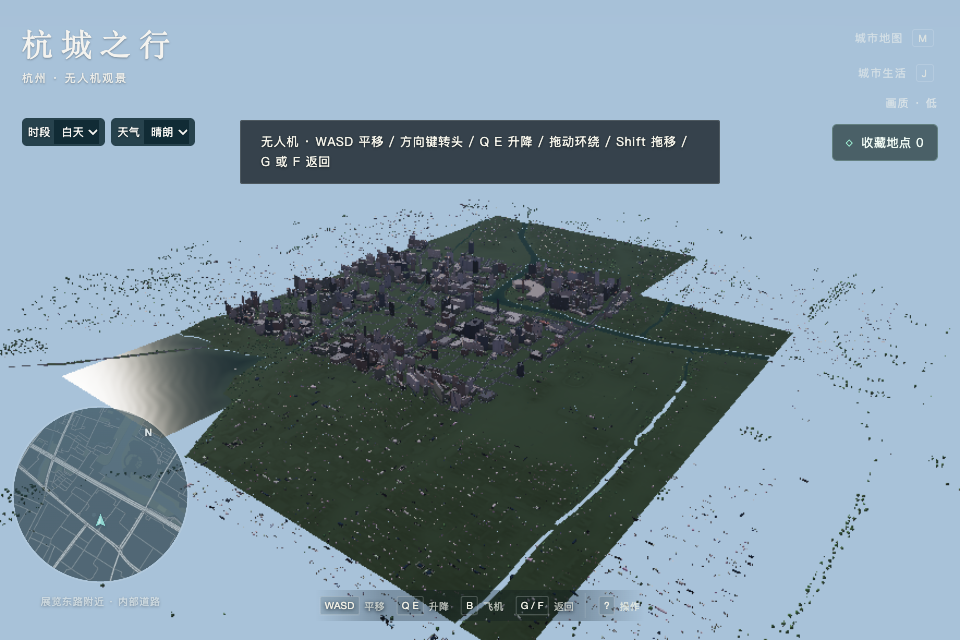 杭城之行
杭州 · 无人机观景
城市地图 M
城市生活 J
画质 · 低
时段 白天 天气 晴朗
无人机 · WASD 平移 / 方向键转头 / Q E 升降 / 拖动环绕 / Shift 拖移 /
G 或 F 返回
◇ 收藏地点 0
N
展览东路附近 · 内部道路
WASD 平移 Q E 升降 B 飞机 G / F 返回 ? 操作